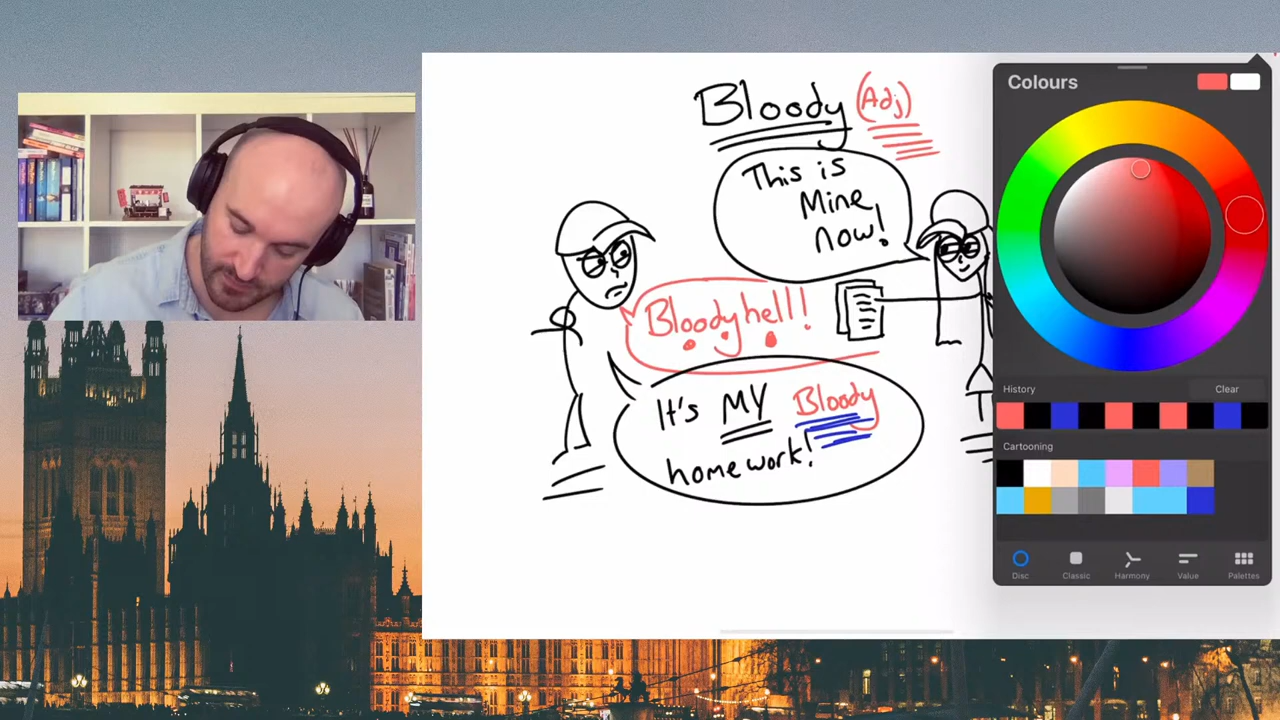 Bloody (Adj)
This is
Mine
now!
Bloody hell!!
It's MY Bloody
homework!
Colours
History
Clear
Cartooning
Disc
Classic
Harmony
Value
Palettes